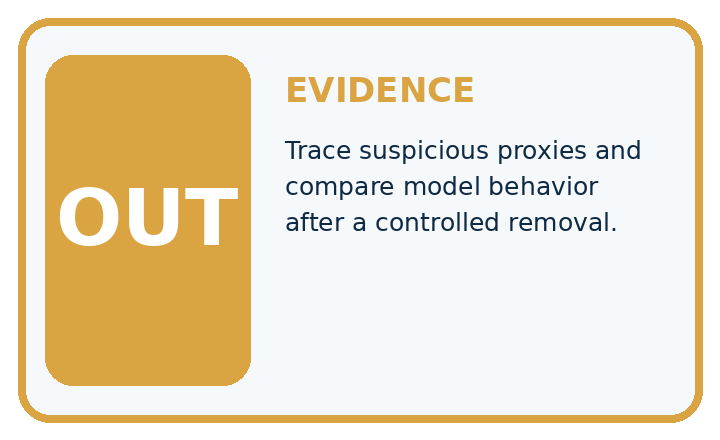 OUT
EVIDENCE
Trace suspicious proxies and
compare model behavior
after a controlled removal.